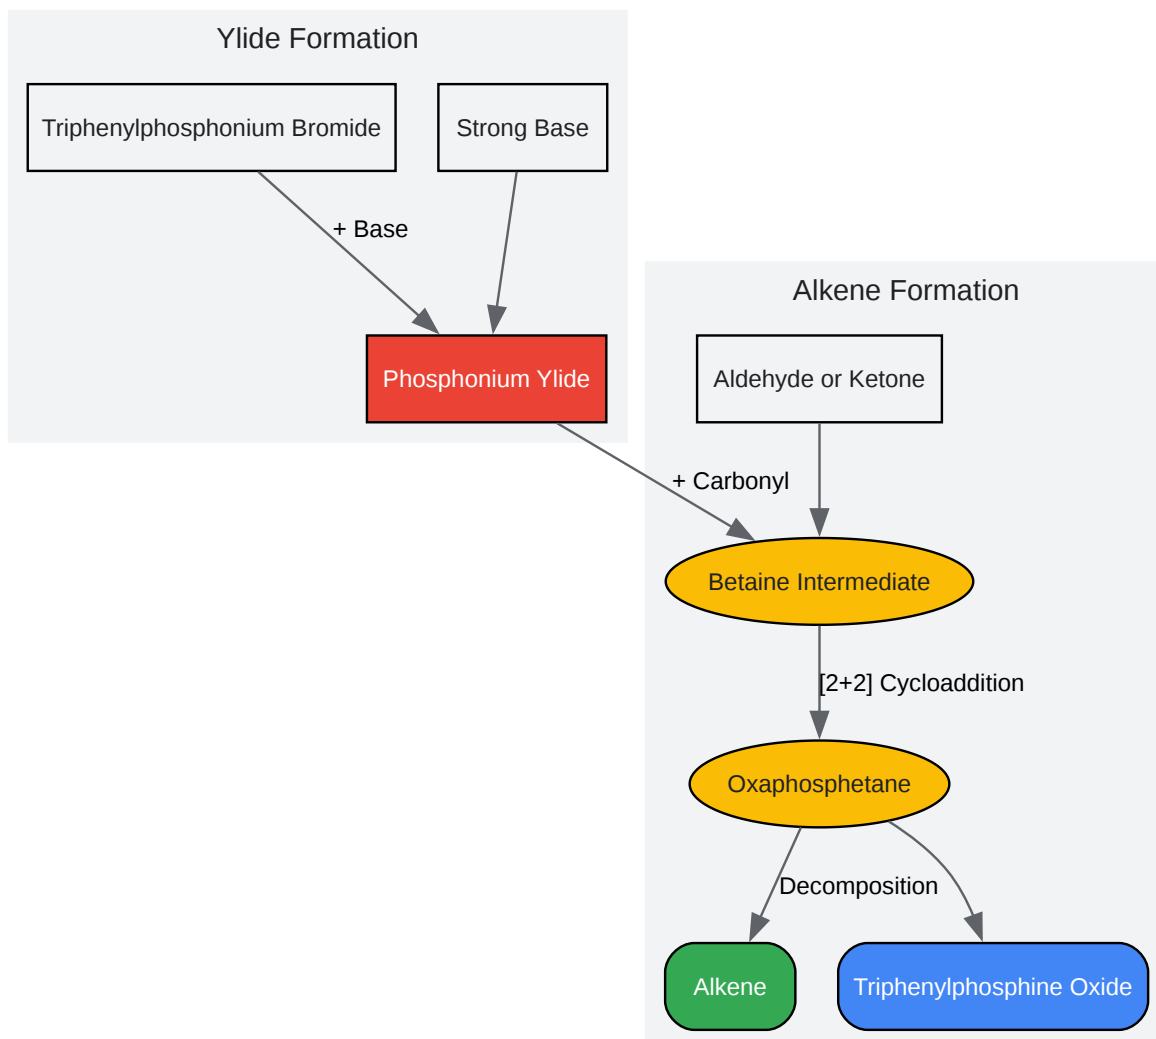 Ylide Formation
Triphenylphosphonium Bromide
Strong Base
+ Base
Phosphonium Ylide
Alkene Formation
Aldehyde or Ketone
+ Carbonyl
Betaine Intermediate
[2+2] Cycloaddition
Oxaphosphetane
Decomposition
Alkene
Triphenylphosphine Oxide